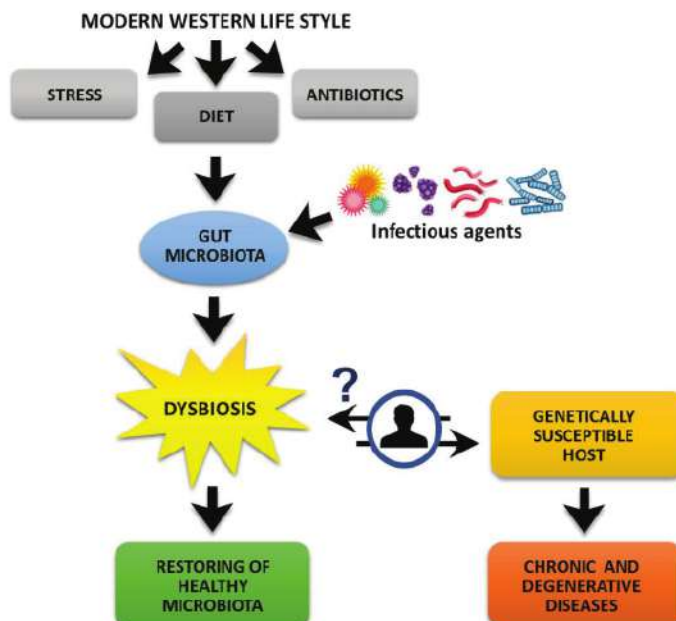 MODERN WESTERN LIFE STYLE
STRESS
DIET
ANTIBIOTICS
GUT
MICROBIOTA
Infectious agents
DYSBIOSIS
?
GENETICALLY
SUSCEPTIBLE
HOST
RESTORING OF
HEALTHY
MICROBIOTA
CHRONIC AND
DEGENERATIVE
DISEASES